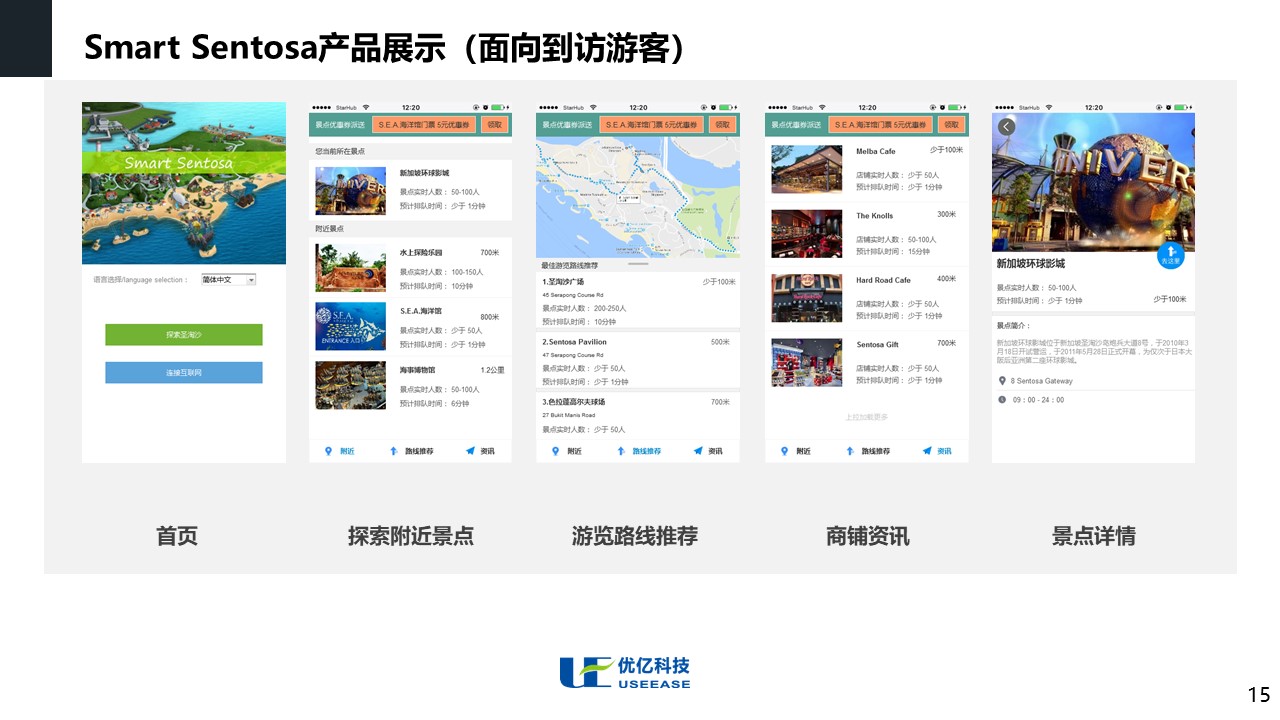 Smart Sentosa产品展示（面向到访游客）
Smart Sentosa
语言选择/language selection：
简体中文
探索圣淘沙
连接互联网
首页
StarHub
12:20
景点优惠券派送
S.E.A.海洋馆门票 5元优惠券
领取
您当前所在景点
新加坡环球影城
景点实时人数： 50-100人
预计排队时间： 少于 1分钟
附近景点
水上探险乐园
700米
景点实时人数： 100-150人
预计排队时间： 10分钟
S.E.A.海洋馆
800米
景点实时人数： 少于 50人
预计排队时间： 少于 1分钟
海事博物馆
1.2公里
景点实时人数： 50-100人
预计排队时间： 6分钟
附近
路线推荐
资讯
探索附近景点
StarHub
12:20
景点优惠券派送
S.E.A.海洋馆门票 5元优惠券
领取
最佳游览路线推荐
1.圣淘沙广场
少于100米
45 Serapong Course Rd
景点实时人数： 200-250人
预计排队时间： 10分钟
2.Sentosa Pavilion
500米
47 Serapong Course Rd
景点实时人数： 少于 50人
预计排队时间： 少于 1分钟
3.色拉蓬高尔夫球场
700米
27 Bukit Manis Road
景点实时人数： 少于 50人
附近
路线推荐
资讯
游览路线推荐
StarHub
12:20
景点优惠券派送
S.E.A.海洋馆门票 5元优惠券
领取
Melba Cafe
少于100米
店铺实时人数： 少于 50人
预计排队时间： 少于 1分钟
The Knolls
300米
店铺实时人数： 50-100人
预计排队时间： 15分钟
Hard Road Cafe
400米
店铺实时人数： 少于 50人
预计排队时间： 少于 1分钟
Sentosa Gift
700米
店铺实时人数： 少于 50人
预计排队时间： 少于 1分钟
上拉加载更多
附近
路线推荐
资讯
商铺资讯
StarHub
12:20
去这里
新加坡环球影城
景点实时人数： 50-100人
预计排队时间： 少于 1分钟
少于100米
景点简介：
新加坡环球影城位于新加坡圣淘沙岛格兵大道8号，于2010年3
月18日开试营运，于2011年5月28日正式开幕，为仅次于日本大
阪后亚洲第二座环球影城。
8 Sentosa Gateway
09：00 - 24：00
景点详情
优亿科技
USEEASE
15